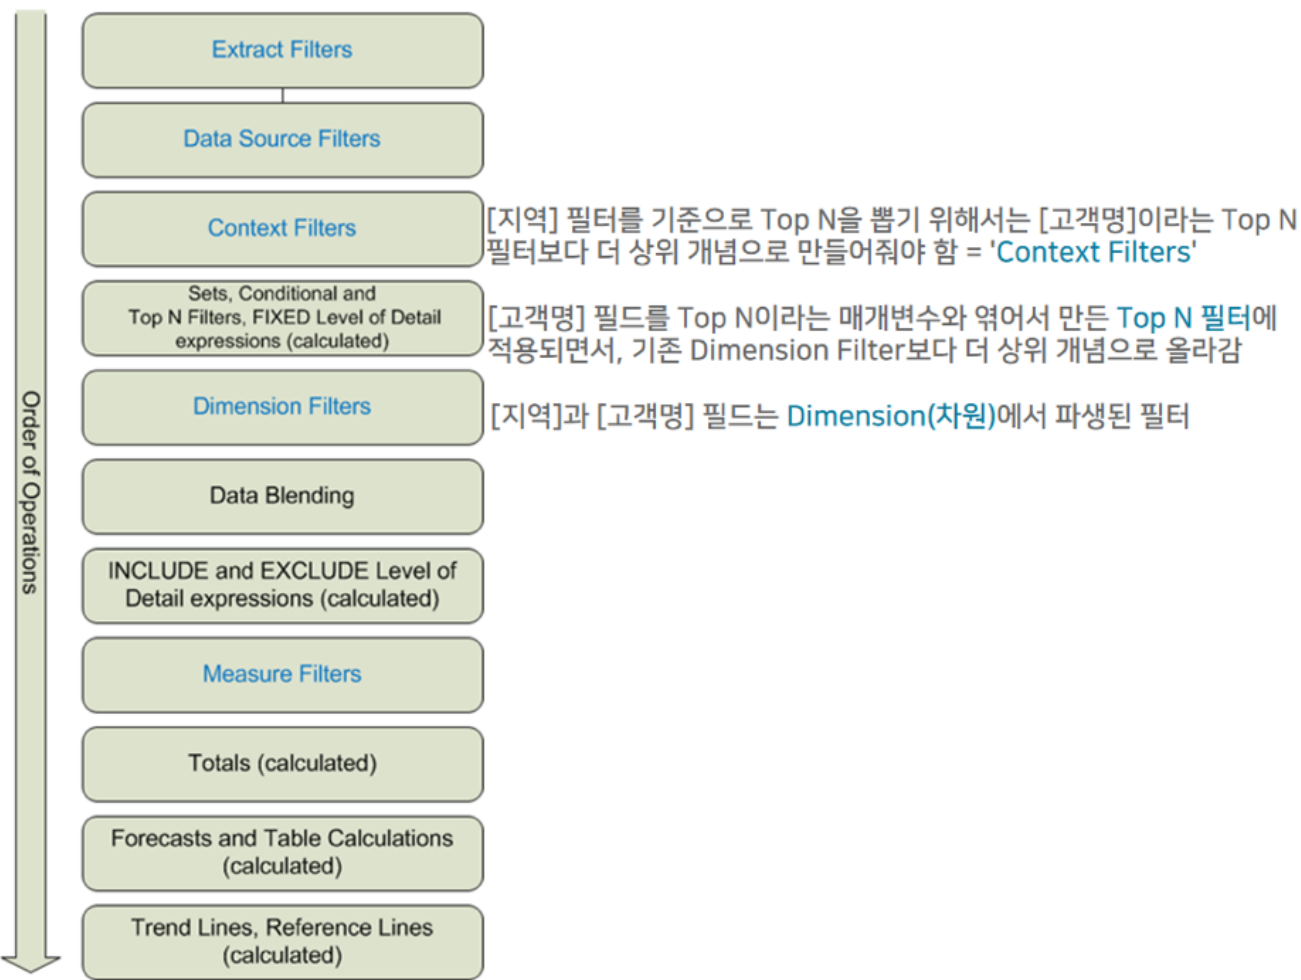 Order of Operations
Extract Filters
Data Source Filters
Context Filters
[지역] 필터를 기준으로 Top N을 뽑기 위해서는 [고객명]이라는 Top N
필터보다 더 상위 개념으로 만들어줘야 함 = 'Context Filters'
Sets, Conditional and
Top N Filters, FIXED Level of Detail
expressions (calculated)
[고객명] 필드를 Top N이라는 매개변수와 엮어서 만든 Top N 필터에
적용되면서, 기존 Dimension Filter보다 더 상위 개념으로 올라감
Dimension Filters
[지역]과 [고객명] 필드는 Dimension(차원)에서 파생된 필터
Data Blending
INCLUDE and EXCLUDE Level of
Detail expressions (calculated)
Measure Filters
Totals (calculated)
Forecasts and Table Calculations
(calculated)
Trend Lines, Reference Lines
(calculated)